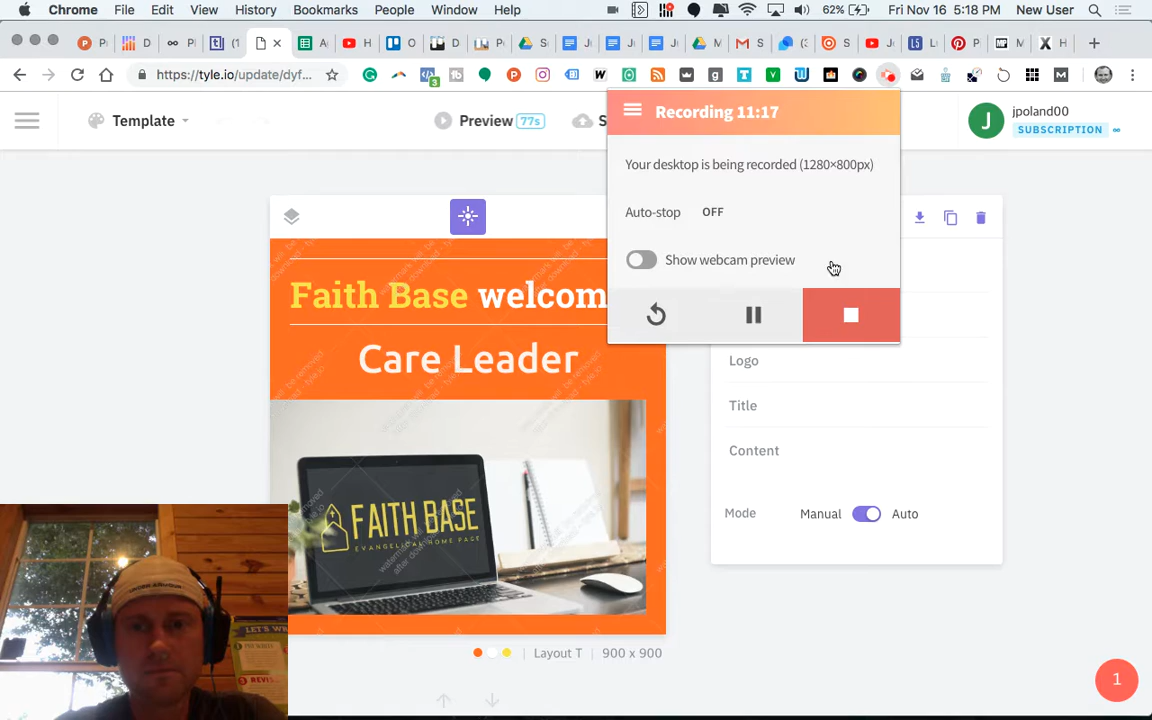 Chrome File Edit View History Bookmarks People Window Help 62% Fri Nov 16 5:18 PM New User
https://tyle.io/update/dyf...
3
Template
Preview 77s
S
jpoland00
SUBSCRIPTION
J
Recording 11:17
Your desktop is being recorded (1280×800px)
Auto-stop OFF
Show webcam preview
Faith Base welcom
Care Leader
FAITH BASE
EVANGELICAL HOME PAGE
Logo
Title
Content
Mode Manual Auto
Layout T 900 x 900
1